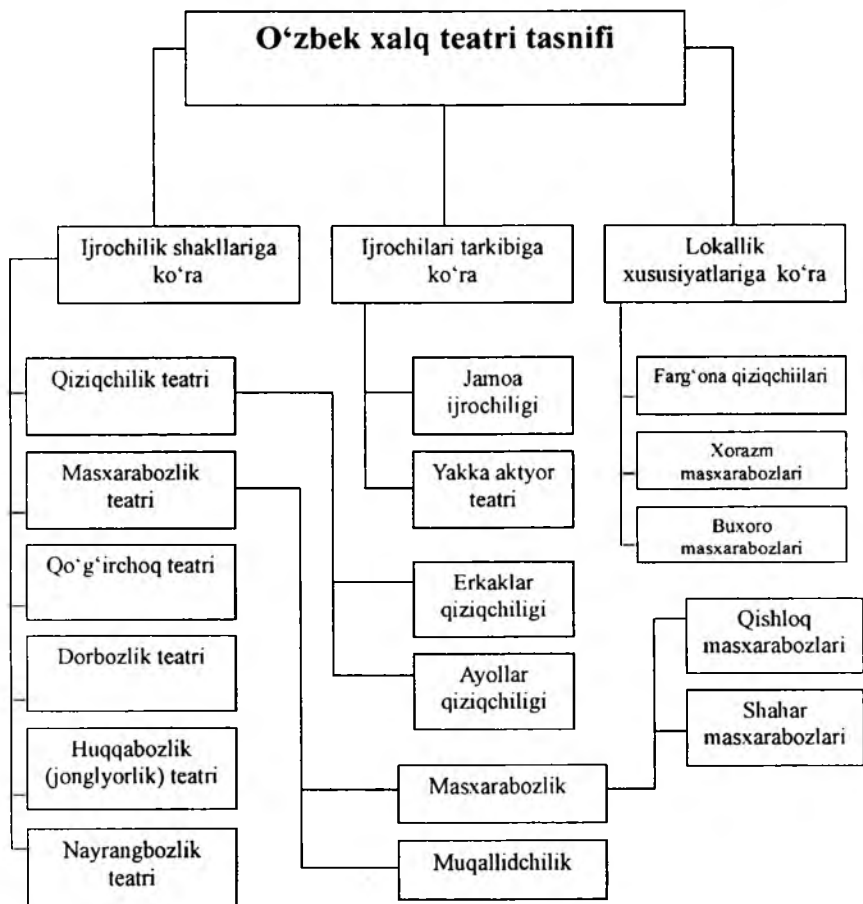 O‘zbek xalq teatri tasnifi
Ijrochilik shakllariga
ko‘ra
Ijrochilari tarkibiga
ko‘ra
Lokallik
xususiyatlariga ko‘ra
Qiziqchilik teatri
Masxarabozlik
teatri
Qo‘g‘irchoq teatri
Dorbozlik teatri
Huqqabozlik
(jonglyorlik) teatri
Nayrangbozlik
teatri
Jamoa
ijrochiligi
Yakka aktyor
teatri
Erkaklar
qiziqchiligi
Ayollar
qiziqchiligi
Masxarabozlik
Muqallidchilik
Farg‘ona qiziqchiilari
Xorazm
masxarabozlari
Buxoro
masxarabozlari
Qishloq
masxarabozlari
Shahar
masxarabozlari